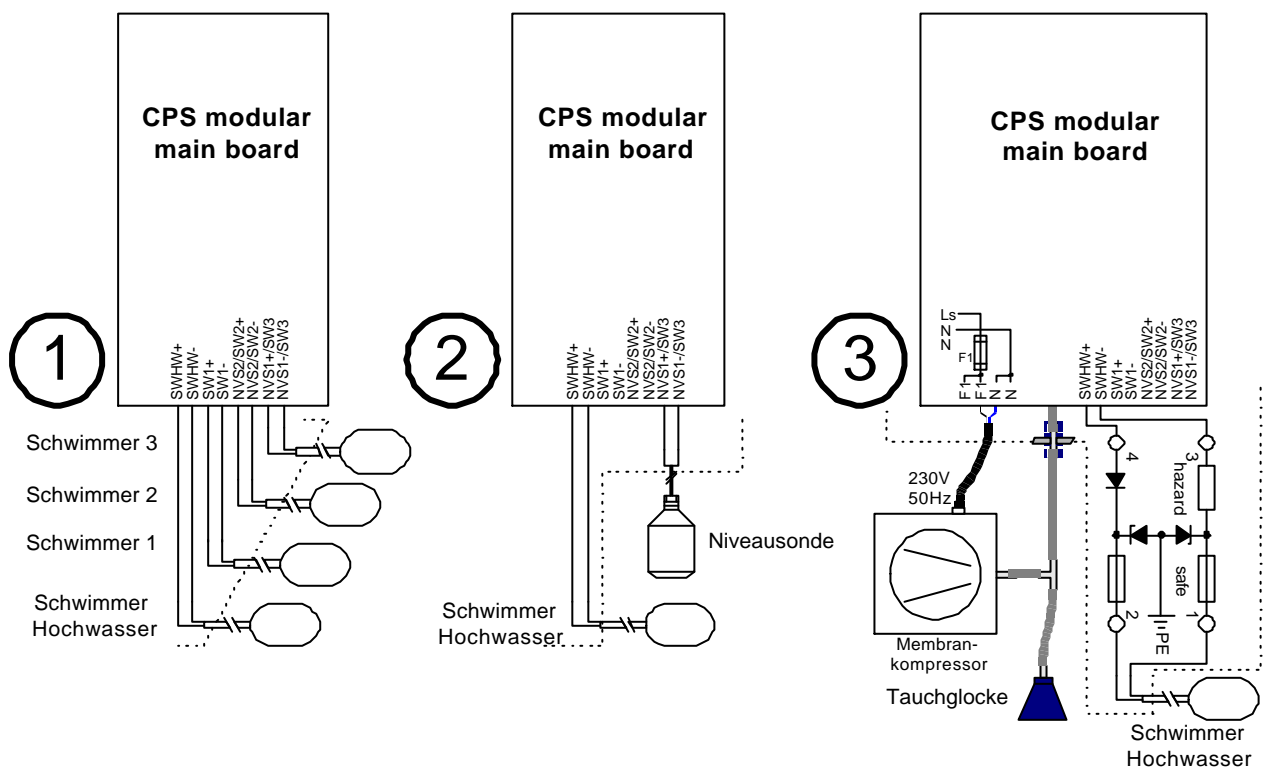 CPS modular
main board
1
SWHW+
SWHW-
SW1+
SW1-
NVS2/SW2+
NVS2/SW2-
NVS1+/SW3
NVS1-/SW3
Schwimmer 3
Schwimmer 2
Schwimmer 1
Schwimmer
Hochwasser
CPS modular
main board
2
SWHW+
SWHW-
SW1+
SW1-
NVS2/SW2+
NVS2/SW2-
NVS1+/SW3
NVS1-/SW3
Niveausonde
Schwimmer
Hochwasser
CPS modular
main board
3
Ls
N
N
F1
F1
F1
N
N
SWHW+
SWHW-
SW1+
SW1-
NVS2/SW2+
NVS2/SW2-
NVS1+/SW3
NVS1-/SW3
230V
50Hz
4
3
hazard
safe
2
1
PE
Membran-
kompressor
Tauchglocke
Schwimmer
Hochwasser